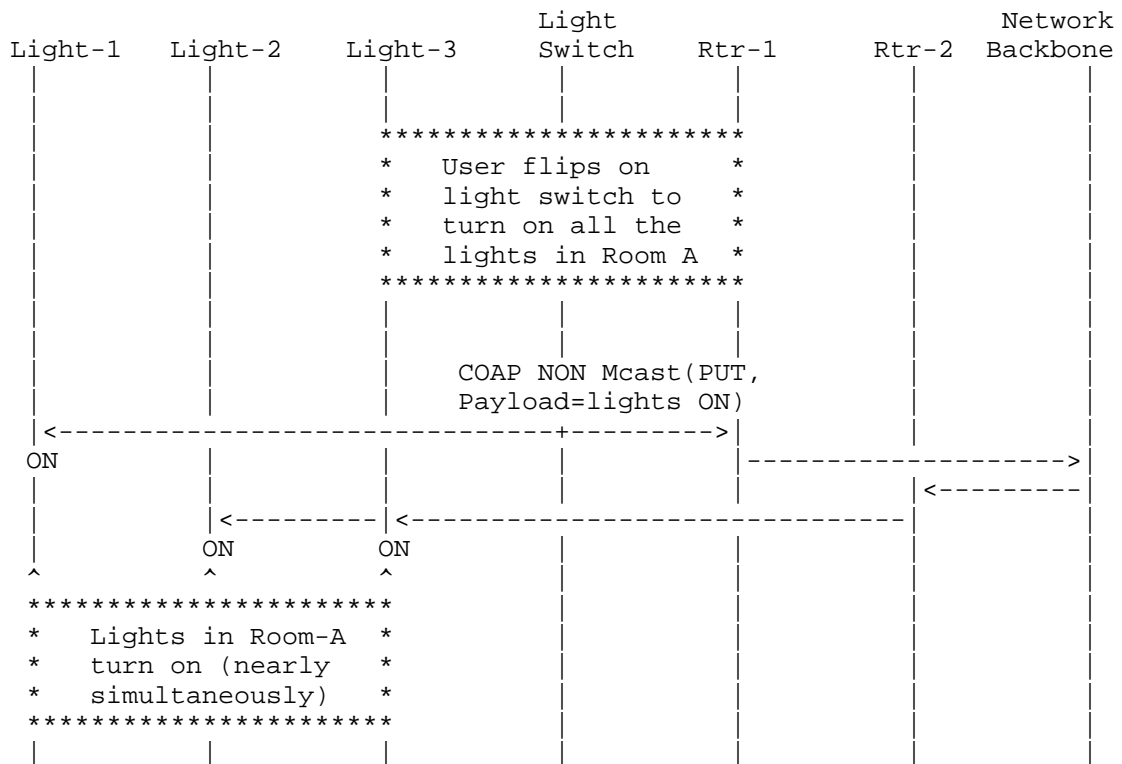 Light Network
Light-1 Light-2 Light-3 Switch Rtr-1 Rtr-2 Backbone
***********************
* User flips on *
* light switch to *
* turn on all the *
* lights in Room A *
***********************
COAP NON Mcast(PUT,
Payload=lights ON)
<--------------------------------+--------->
ON
-------------------->
<---------
<---------|<-------------------------------
ON ON
^ ^ ^
***********************
* Lights in Room-A *
* turn on (nearly *
* simultaneously) *
***********************